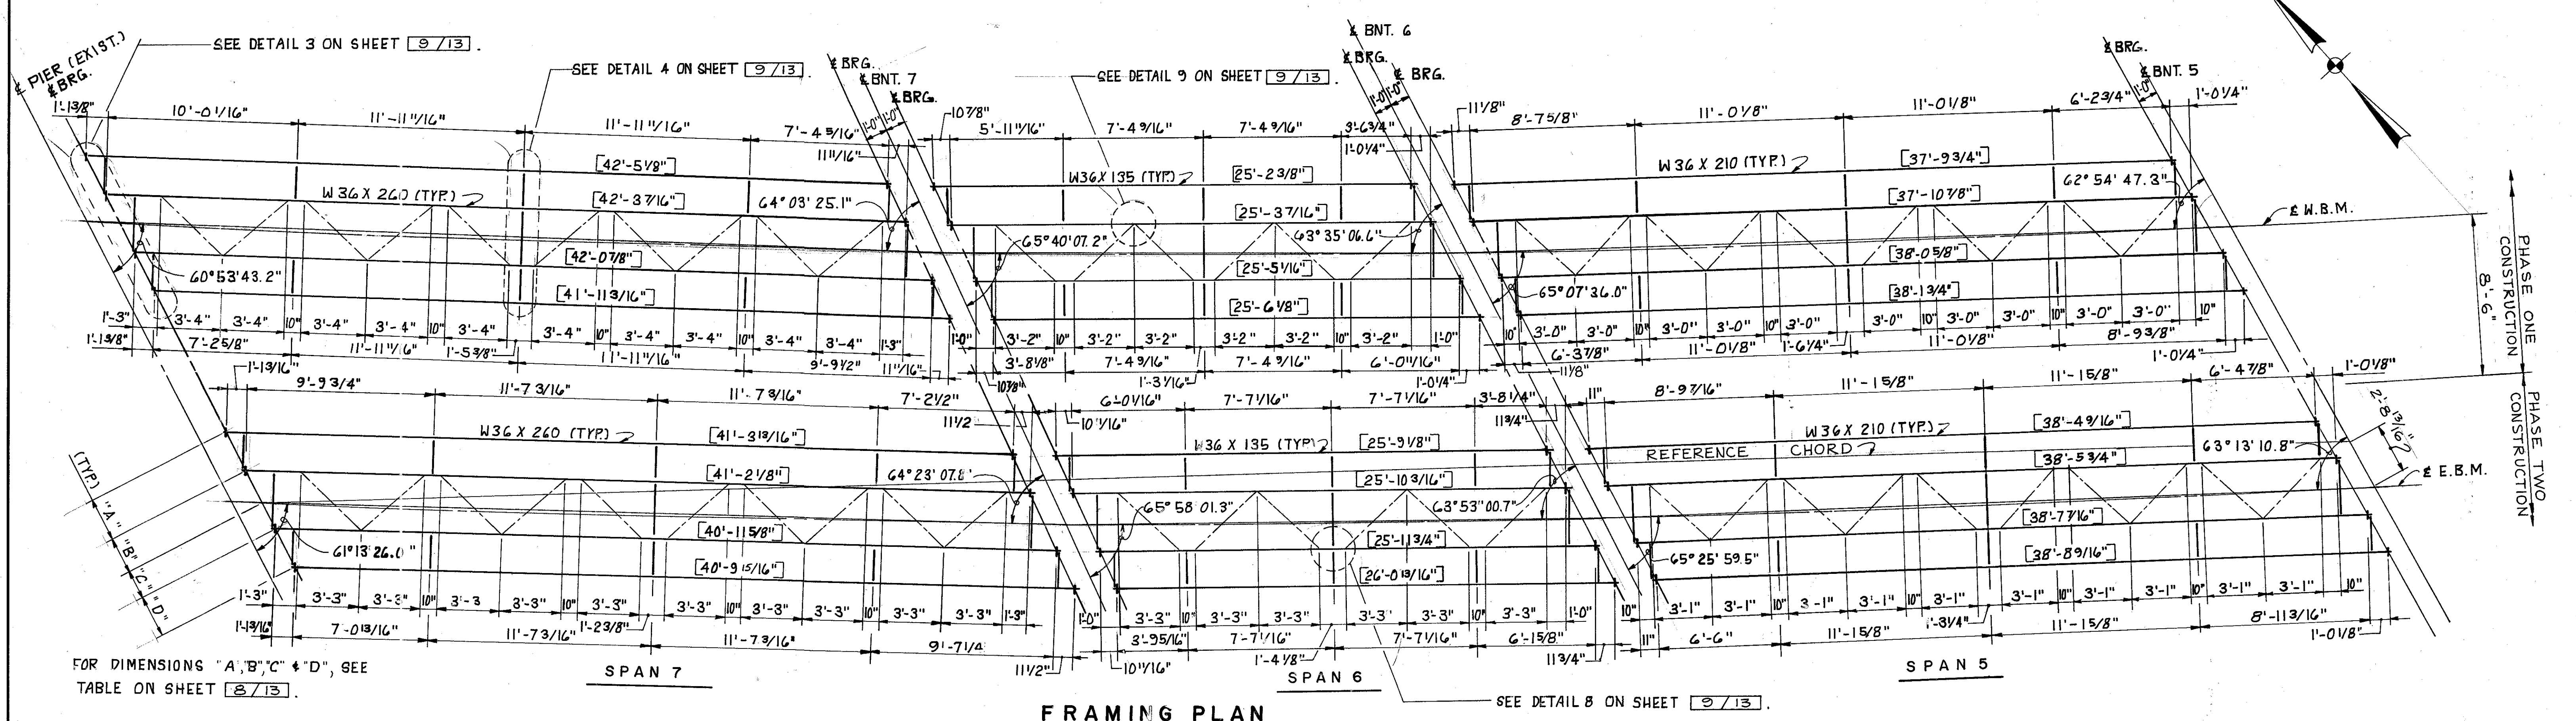 ℄ PIER (EXIST.)
℄ BRG.
SEE DETAIL 3 ON SHEET 9/13.
SEE DETAIL 4 ON SHEET 9/13.
℄ BRG.
℄ BNT. 7
℄ BRG.
SEE DETAIL 9 ON SHEET 9/13.
℄ BNT. 6
℄ BRG.
℄ BRG.
℄ BRG.
℄ BNT. 5
1'-1 3/8" 10'-0 1/16" 11'-11 11/16" 11'-11 11/16" 7'-4 5/16" 1'-0" 1'-0" 11 11/16"
10 7/8" 5'-11 11/16" 7'-4 9/16" 7'-4 9/16" 3'-6 3/4" 1'-0" 1'-0" 1'-0 1/4"
11 1/8" 8'-7 5/8" 11'-0 1/8" 11'-0 1/8" 6'-2 3/4" 1'-0" 1'-0 1/4"
[42'-5 1/8"]
W36 X 260 (TYP.)
[42'-3 7/16"]
64° 03' 25.1"
[42'-0 7/8"]
60° 53' 43.2"
[41'-11 3/16"]
W36 X 135 (TYP.)
[25'-2 3/8"]
[25'-3 7/16"]
65° 40' 07.2"
63° 35' 06.6"
[25'-5 1/16"]
[25'-6 1/8"]
W36 X 210 (TYP.)
[37'-9 3/4"]
62° 54' 47.3"
[37'-10 7/8"]
[38'-0 5/8"]
65° 07' 36.0"
[38'-1 3/4"]
℄ W.B.M.
8'-6"
PHASE ONE
CONSTRUCTION
PHASE TWO
CONSTRUCTION
1'-3" 3'-4" 3'-4" 10" 3'-4" 3'-4" 10" 3'-4" 3'-4" 10" 3'-4" 3'-4" 10" 3'-4" 3'-4" 1'-3"
1'-0" 3'-2" 10" 3'-2" 3'-2" 3'-2" 3'-2" 10" 3'-2" 1'-0"
10" 3'-0" 3'-0" 10" 3'-0" 3'-0" 10" 3'-0" 3'-0" 10" 3'-0" 3'-0" 10" 3'-0" 3'-0" 10"
1'-1 3/8" 7'-2 5/8" 11'-11 11/16" 1'-5 3/8" 11'-11 11/16" 9'-9 1/2" 11 11/16"
10 7/8" 3'-8 1/8" 7'-4 9/16" 1'-3 1/16" 7'-4 9/16" 6'-0 11/16" 1'-0 1/4"
11 1/8" 6'-3 7/8" 11'-0 1/8" 1'-6 1/4" 11'-0 1/8" 8'-9 3/8" 1'-0 1/4"
1'-1 3/16" 9'-9 3/4" 11'-7 3/16" 11'-7 3/16" 7'-2 1/2" 11 1/2
10 11/16" 6'-0 1/16" 7'-7 1/16" 7'-7 1/16" 3'-8 1/4" 11 3/4"
11" 8'-9 7/16" 11'-1 5/8" 11'-1 5/8" 6'-4 7/8" 1'-0 1/8"
2'-8 13/16"
W36 X 260 (TYP.)
[41'-3 13/16"]
[41'-2 1/8"]
64° 23' 07.8"
[40'-11 5/8"]
61° 13' 26.0"
[40'-9 15/16"]
W36 X 135 (TYP.)
[25'-9 1/8"]
[25'-10 3/16"]
65° 58' 01.3"
63° 53' 00.7"
[25'-11 3/4"]
[26'-0 13/16"]
W36 X 210 (TYP.)
[38'-4 9/16"]
REFERENCE CHORD
[38'-5 3/4"]
63° 13' 10.8"
[38'-7 7/16"]
65° 25' 59.5"
[38'-8 9/16"]
℄ E.B.M.
(TYP.)
"A"
"B"
"C"
"D"
1'-3" 3'-3" 3'-3" 10" 3'-3 3'-3" 10" 3'-3" 3'-3" 10" 3'-3" 3'-3" 10" 3'-3" 3'-3" 1'-3"
1'-0" 3'-3" 10" 3'-3" 3'-3" 3'-3" 3'-3" 10" 3'-3" 1'-0"
10" 3'-1" 3'-1" 10" 3'-1" 3'-1" 10" 3'-1" 3'-1" 10" 3'-1" 3'-1" 10" 3'-1" 3'-1" 10"
1'-1 3/16" 7'-0 13/16" 11'-7 3/16" 1'-2 3/8" 11'-7 3/16" 9'-7 1/4 11 1/2"
10 11/16" 3'-9 5/16" 7'-7 1/16" 1'-4 1/8" 7'-7 1/16" 6'-1 5/8" 11 3/4"
11" 6'-6" 11'-1 5/8" 1'-3 1/4" 11'-1 5/8" 8'-11 3/16" 1'-0 1/8"
FOR DIMENSIONS "A","B","C" & "D", SEE
TABLE ON SHEET 8/13.
SPAN 7
SPAN 6
SPAN 5
SEE DETAIL 8 ON SHEET 9/13.
FRAMING PLAN